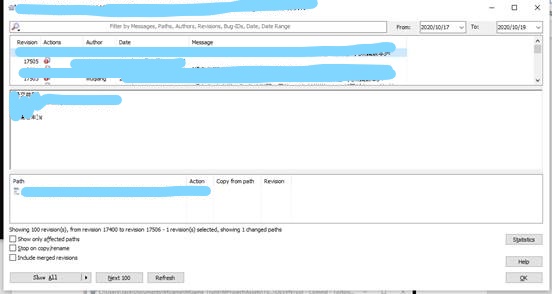 Filter by Messages, Paths, Authors, Revisions, Bug-IDs, Date, Date Range
From: 2020/10/17 To: 2020/10/19
Revision Actions Author Date Message
17505
17503
Path Action Copy from path Revision
Showing 100 revision(s), from revision 17400 to revision 17506 - 1 revision(s) selected, showing 1 changed paths
Show only affected paths
Statistics
Stop on copy/rename
Include merged revisions
Help
Show All Next 100 Refresh OK